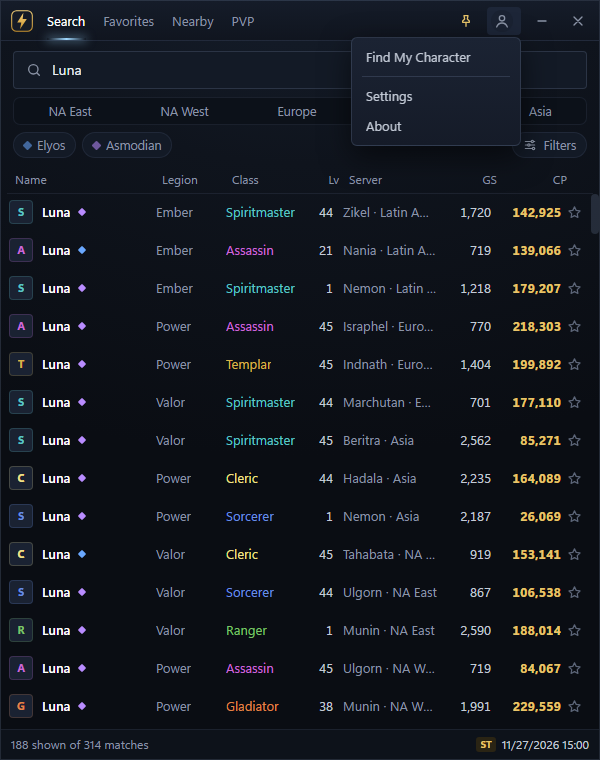 Search Favorites Nearby PVP
Find My Character
Settings
About
Luna
NA East NA West Europe Asia
Elyos Asmodian Filters
Name Legion Class Lv Server GS CP
S Luna Ember Spiritmaster 44 Zikel · Latin A... 1,720 142,925
A Luna Ember Assassin 21 Nania · Latin A... 719 139,066
S Luna Ember Spiritmaster 1 Nemon · Latin ... 1,218 179,207
A Luna Power Assassin 45 Israphel · Euro... 770 218,303
T Luna Power Templar 45 Indnath · Euro... 1,404 199,892
S Luna Valor Spiritmaster 44 Marchutan · E... 701 177,110
S Luna Valor Spiritmaster 45 Beritra · Asia 2,562 85,271
C Luna Power Cleric 44 Hadala · Asia 2,235 164,089
S Luna Power Sorcerer 1 Nemon · Asia 2,187 26,069
C Luna Valor Cleric 45 Tahabata · NA ... 919 153,141
S Luna Valor Sorcerer 44 Ulgorn · NA East 867 106,538
R Luna Valor Ranger 1 Munin · NA East 2,590 188,014
A Luna Power Assassin 45 Ulgorn · NA W... 719 84,067
G Luna Power Gladiator 38 Munin · NA W... 1,991 229,559
188 shown of 314 matches ST 11/27/2026 15:00